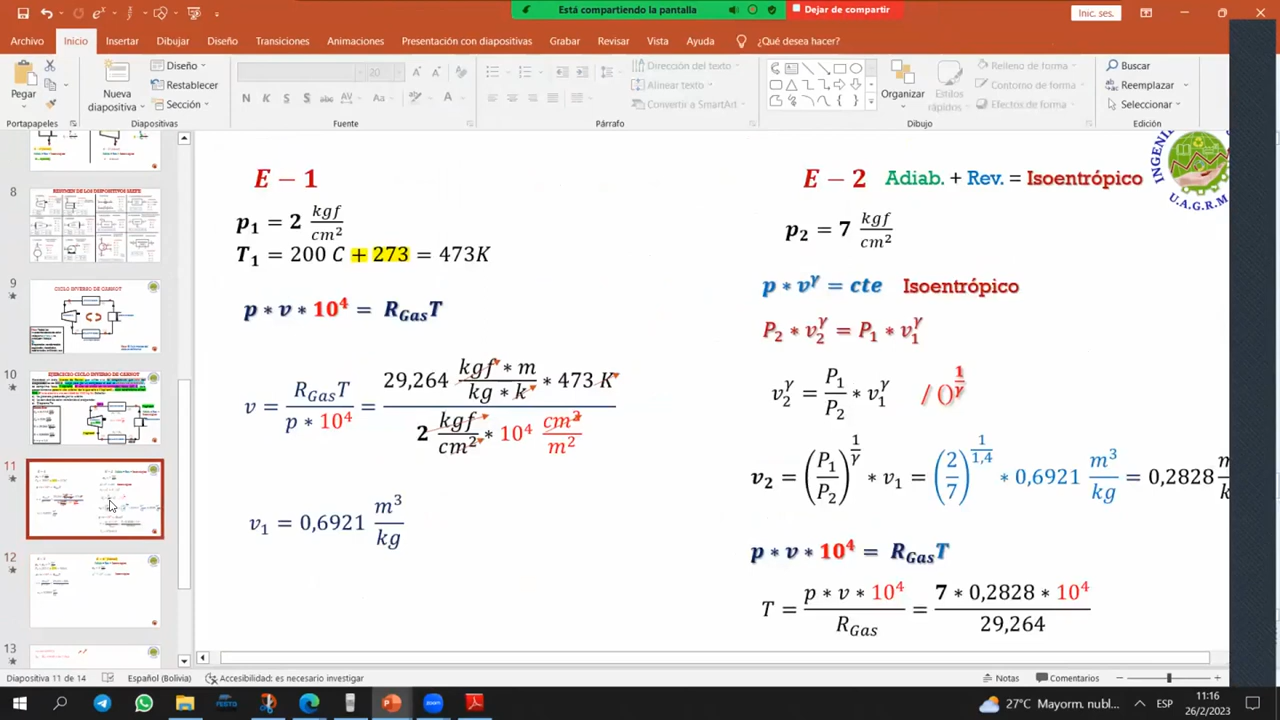 Está compartiendo la pantalla
Dejar de compartir
Inic. ses.
Archivo Inicio Insertar Dibujar Diseño Transiciones Animaciones Presentación con diapositivas Grabar Revisar Vista Ayuda ¿Qué desea hacer?
Pegar
Nueva diapositiva
Diseño
Restablecer
Sección
20
N K S S abc AV Aa A
Dirección del texto
Alinear texto
Convertir a SmartArt
Organizar
Estilos rápidos
Relleno de forma
Contorno de forma
Efectos de forma
Buscar
Reemplazar
Seleccionar
Portapapeles Diapositivas Fuente Párrafo Dibujo Edición
8
RESUMEN DE LOS DISPOSITIVOS SEEFE
9
CICLO INVERSO DE CARNOT
10
EJERCICIO CICLO INVERSO DE CARNOT
11
12
13
E − 1
p₁ = 2 kgf/cm²
T₁ = 200 C + 273 = 473K
p ∗ v ∗ 10⁴ = R_Gas T
v = (R_Gas T)/(p ∗ 10⁴) = (29,264 (kgf ∗ m)/(kg ∗ k) ∗ 473 K)/(2 kgf/cm² ∗ 10⁴ cm²/m²)
v₁ = 0,6921 m³/kg
E − 2 Adiab. + Rev. = Isoentrópico
p₂ = 7 kgf/cm²
p ∗ v^γ = cte Isoentrópico
P₂ ∗ v₂^γ = P₁ ∗ v₁^γ
v₂^γ = P₁/P₂ ∗ v₁^γ / ()^(1/γ)
v₂ = (P₁/P₂)^(1/γ) ∗ v₁ = (2/7)^(1/1,4) ∗ 0,6921 m³/kg = 0,2828
p ∗ v ∗ 10⁴ = R_Gas T
T = (p ∗ v ∗ 10⁴)/R_Gas = (7 ∗ 0,2828 ∗ 10⁴)/29,264
INGENIE
U.A.G.R.M
Diapositiva 11 de 14 Español (Bolivia) Accesibilidad: es necesario investigar Notas Comentarios
FESTO
zoom
27°C Mayorm. nubl... ESP
11:16
26/2/2023